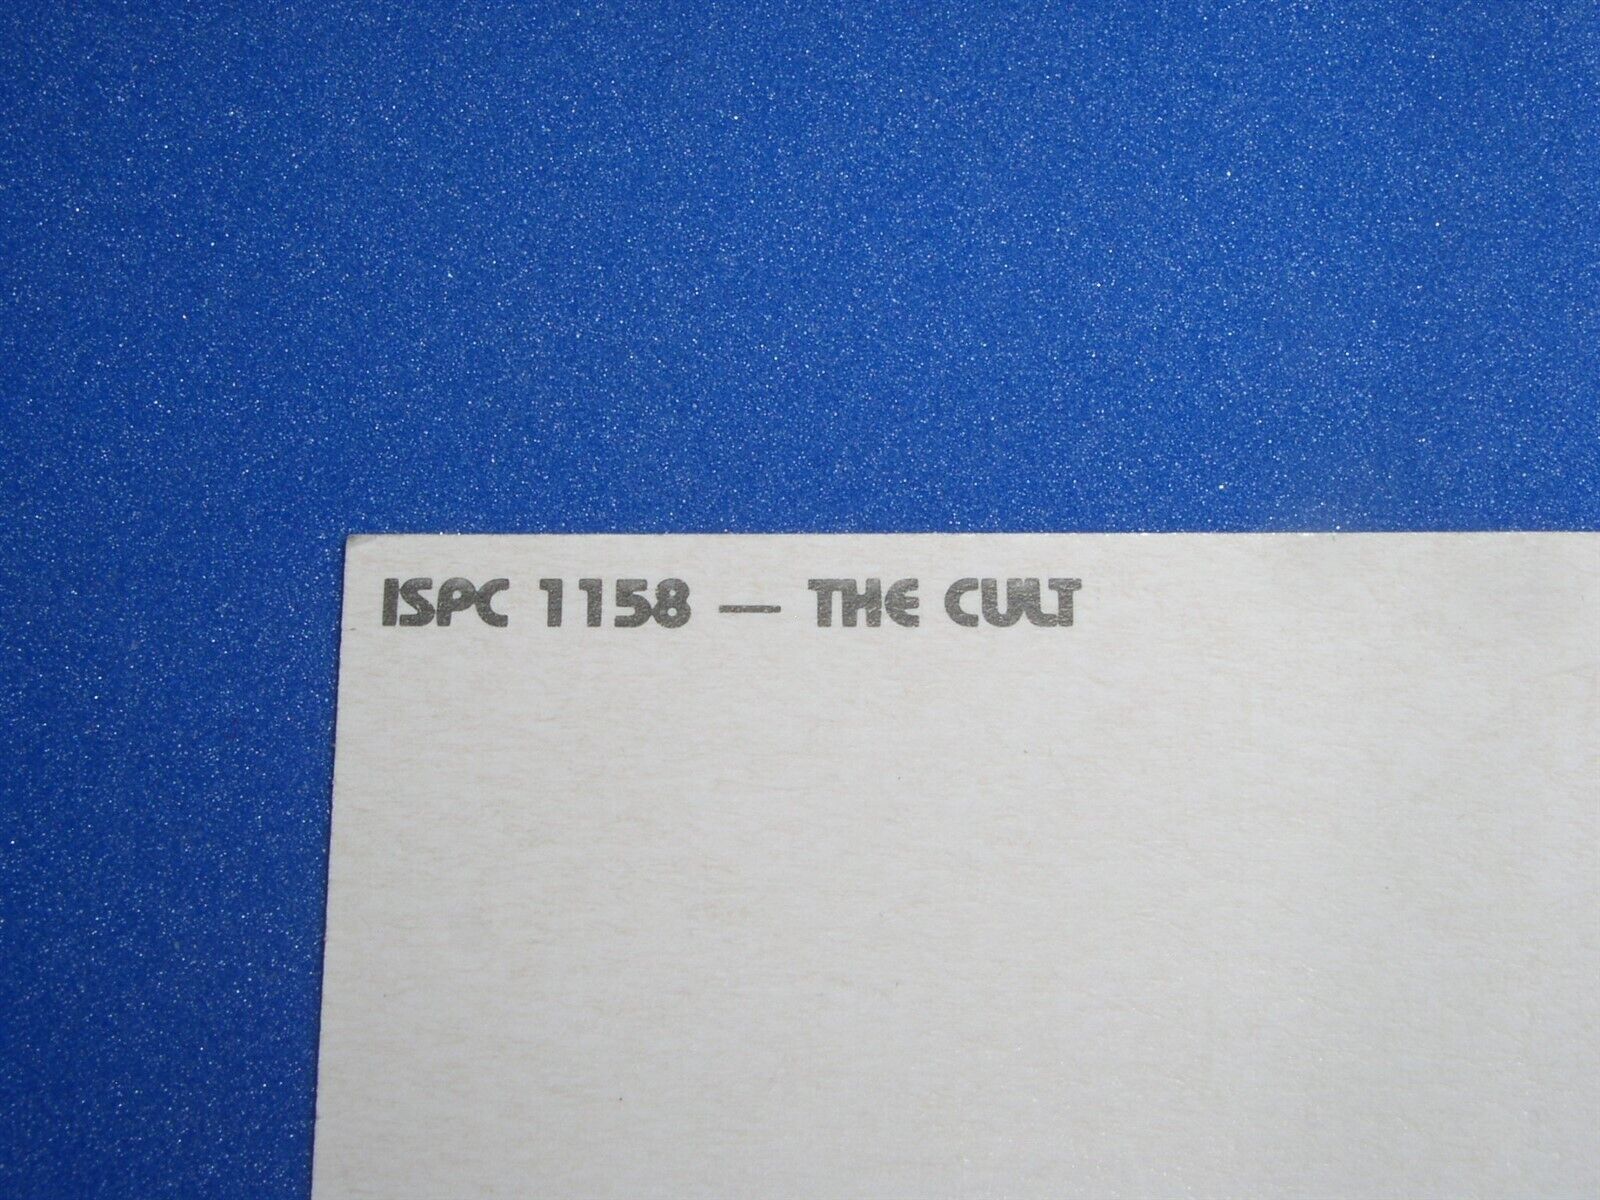 ISPC 1158 — THE CULT